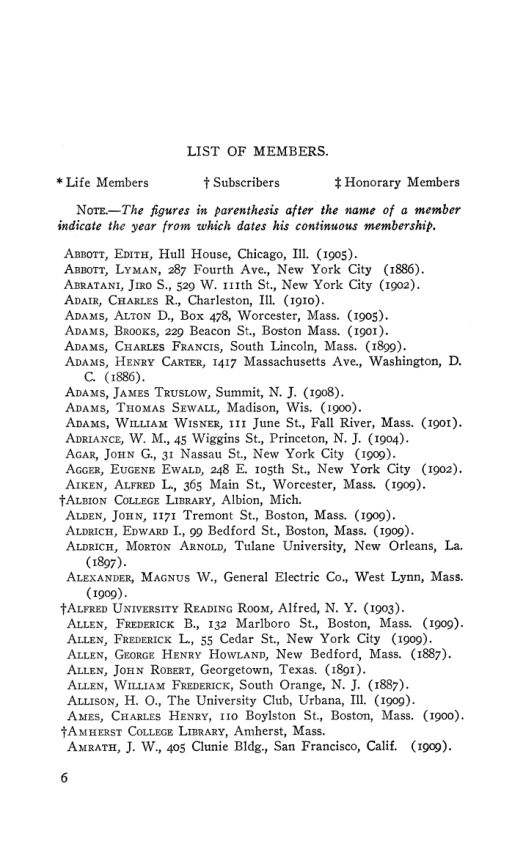 LIST OF MEMBERS.
* Life Members † Subscribers ‡ Honorary Members
NOTE.—The figures in parenthesis after the name of a member
indicate the year from which dates his continuous membership.
ABBOTT, EDITH, Hull House, Chicago, Ill. (1905).
ABBOTT, LYMAN, 287 Fourth Ave., New York City (1886).
ABRATANI, JIRO S., 529 W. 111th St., New York City (1902).
ADAIR, CHARLES R., Charleston, Ill. (1910).
ADAMS, ALTON D., Box 478, Worcester, Mass. (1905).
ADAMS, BROOKS, 229 Beacon St., Boston Mass. (1901).
ADAMS, CHARLES FRANCIS, South Lincoln, Mass. (1899).
ADAMS, HENRY CARTER, 1417 Massachusetts Ave., Washington, D.
C. (1886).
ADAMS, JAMES TRUSLOW, Summit, N. J. (1908).
ADAMS, THOMAS SEWALL, Madison, Wis. (1900).
ADAMS, WILLIAM WISNER, 111 June St., Fall River, Mass. (1901).
ADRIANCE, W. M., 45 Wiggins St., Princeton, N. J. (1904).
AGAR, JOHN G., 31 Nassau St., New York City (1909).
AGGER, EUGENE EWALD, 248 E. 105th St., New York City (1902).
AIKEN, ALFRED L., 365 Main St., Worcester, Mass. (1909).
†ALBION COLLEGE LIBRARY, Albion, Mich.
ALDEN, JOHN, 1171 Tremont St., Boston, Mass. (1909).
ALDRICH, EDWARD I., 99 Bedford St., Boston, Mass. (1909).
ALDRICH, MORTON ARNOLD, Tulane University, New Orleans, La.
(1897).
ALEXANDER, MAGNUS W., General Electric Co., West Lynn, Mass.
(1909).
†ALFRED UNIVERSITY READING ROOM, Alfred, N. Y. (1903).
ALLEN, FREDERICK B., 132 Marlboro St., Boston, Mass. (1909).
ALLEN, FREDERICK L., 55 Cedar St., New York City (1909).
ALLEN, GEORGE HENRY HOWLAND, New Bedford, Mass. (1887).
ALLEN, JOHN ROBERT, Georgetown, Texas. (1891).
ALLEN, WILLIAM FREDERICK, South Orange, N. J. (1887).
ALLISON, H. O., The University Club, Urbana, Ill. (1909).
AMES, CHARLES HENRY, 110 Boylston St., Boston, Mass. (1900).
†AMHERST COLLEGE LIBRARY, Amherst, Mass.
AMRATH, J. W., 405 Clunie Bldg., San Francisco, Calif. (1909).
6